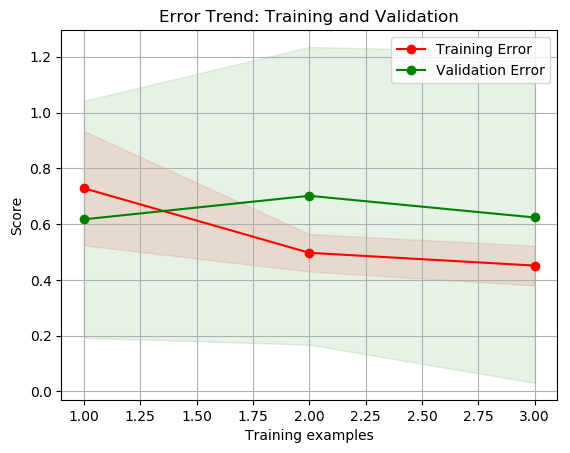 Error Trend: Training and Validation
Training Error
Validation Error
Score
1.2
1.0
0.8
0.6
0.4
0.2
0.0
1.00 1.25 1.50 1.75 2.00 2.25 2.50 2.75 3.00
Training examples